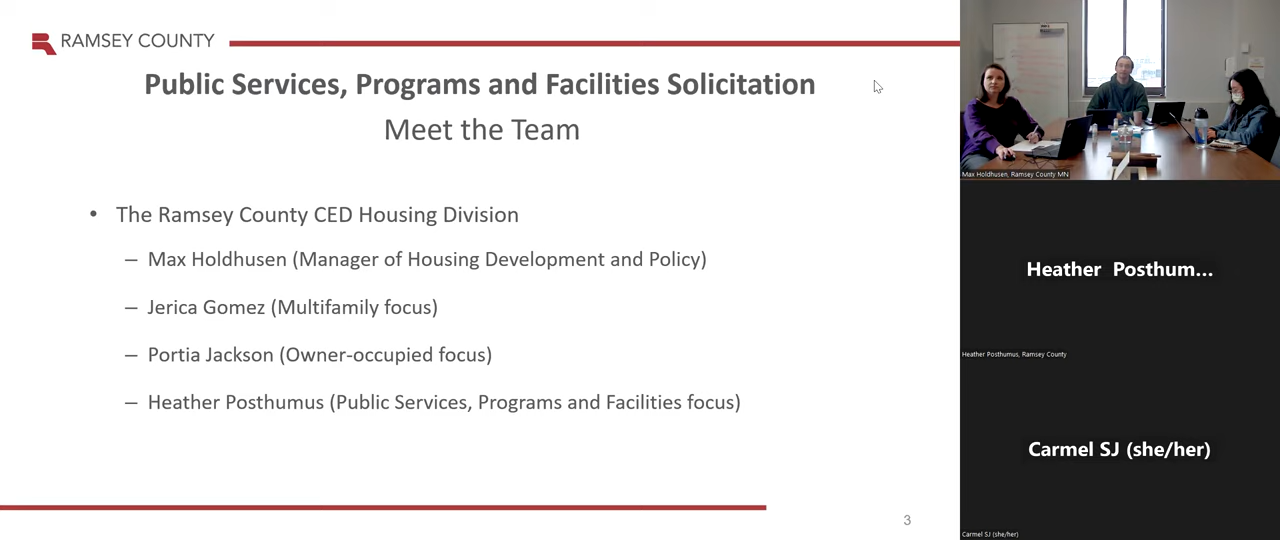 RAMSEY COUNTY
Public Services, Programs and Facilities Solicitation
Meet the Team
• The Ramsey County CED Housing Division
– Max Holdhusen (Manager of Housing Development and Policy)
– Jerica Gomez (Multifamily focus)
– Portia Jackson (Owner-occupied focus)
– Heather Posthumus (Public Services, Programs and Facilities focus)
3
Max Holdhusen, Ramsey County MN
Heather Posthum...
Heather Posthumus, Ramsey County
Carmel SJ (she/her)
Carmel SJ (she/her)